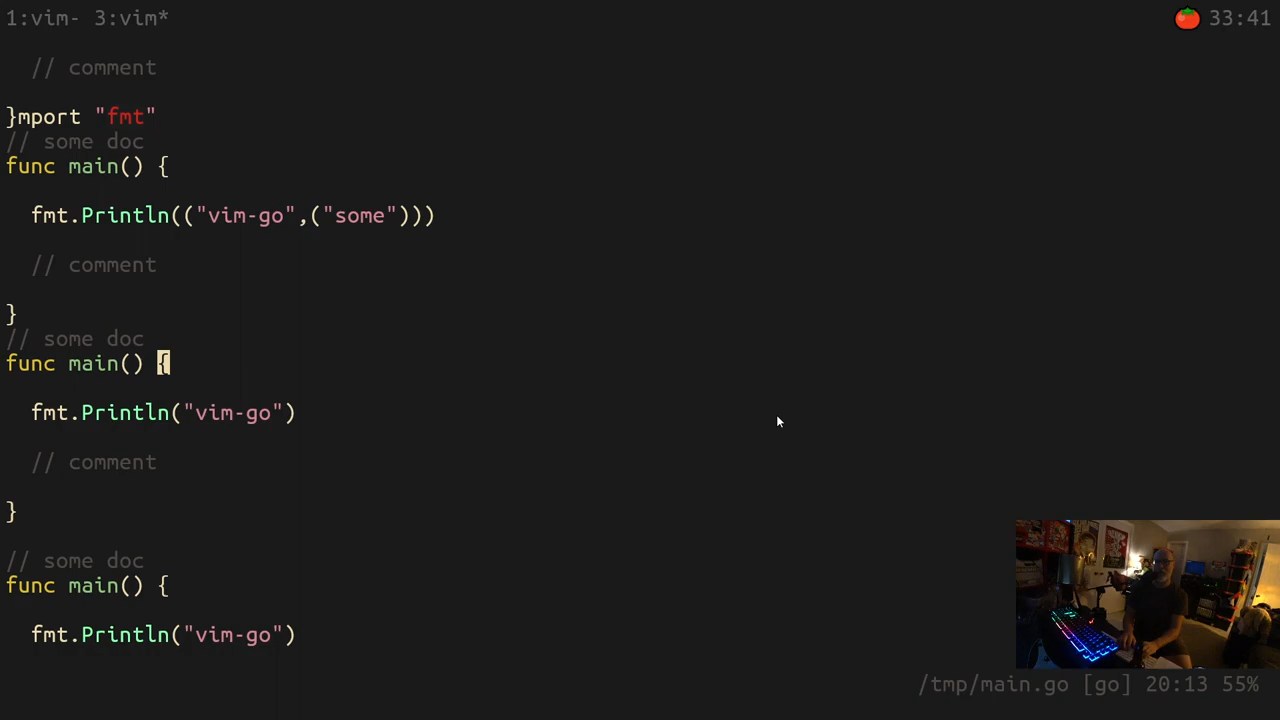 1:vim- 3:vim* 33:41
// comment
}mport "fmt"
// some doc
func main() {
fmt.Println(("vim-go",("some")))
// comment
}
// some doc
func main() {
fmt.Println("vim-go")
// comment
}
// some doc
func main() {
fmt.Println("vim-go")
/tmp/main.go [go] 20:13 55%